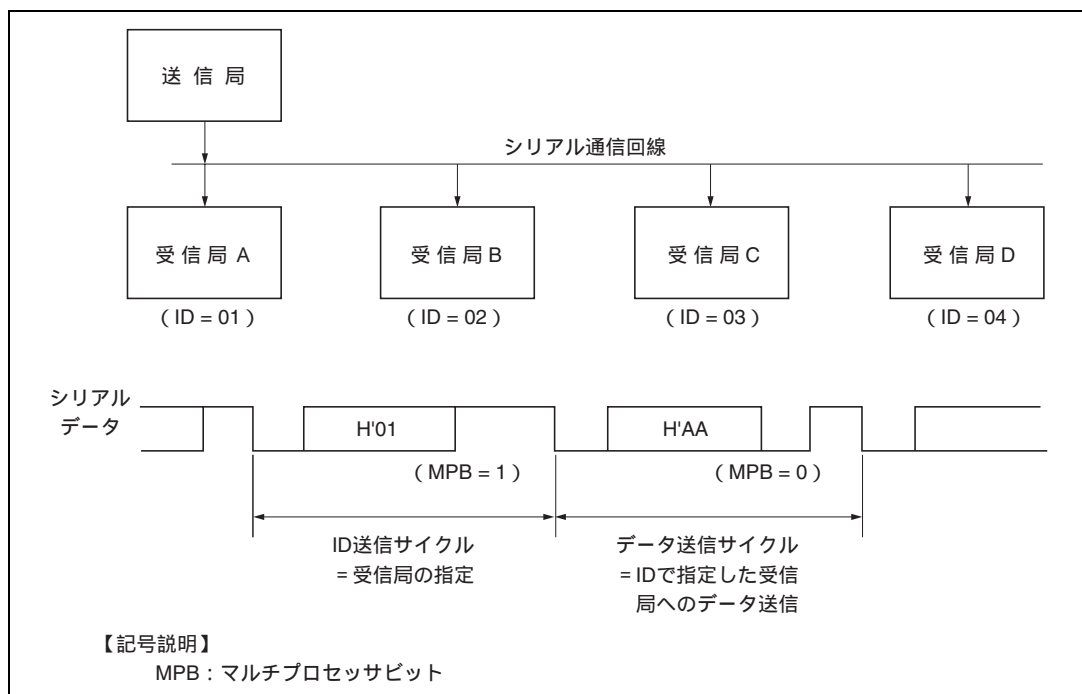 送信局
シリアル通信回線
受信局 A
受信局 B
受信局 C
受信局 D
（ID = 01）
（ID = 02）
（ID = 03）
（ID = 04）
シリアル
データ
H'01
H'AA
（MPB = 1）
（MPB = 0）
ID送信サイクル
= 受信局の指定
データ送信サイクル
= IDで指定した受信
局へのデータ送信
【記号説明】
MPB：マルチプロセッサビット